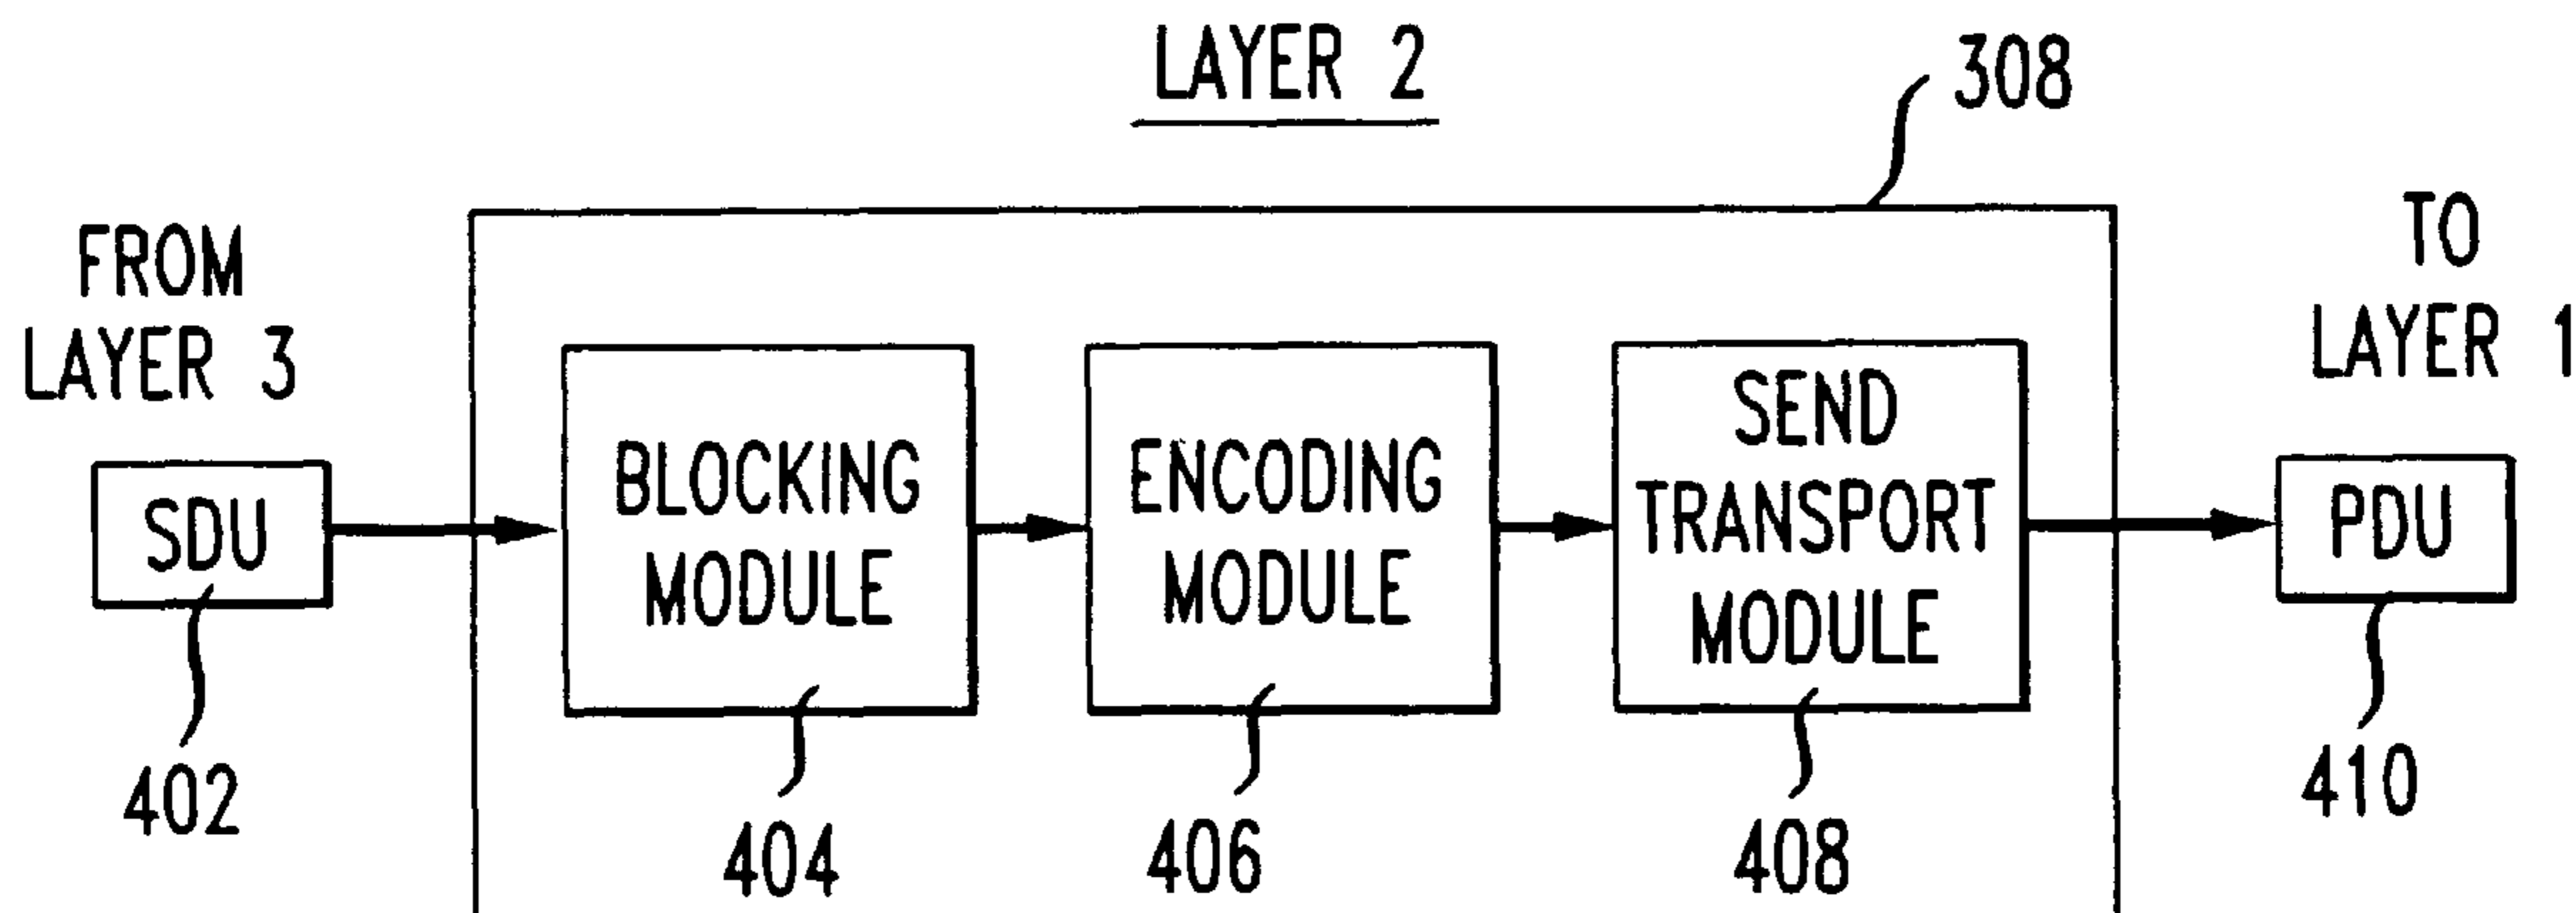 LAYER 2
308
FROM
LAYER 3
TO
LAYER 1
SDU
BLOCKING
MODULE
ENCODING
MODULE
SEND
TRANSPORT
MODULE
PDU
402
404
406
408
410